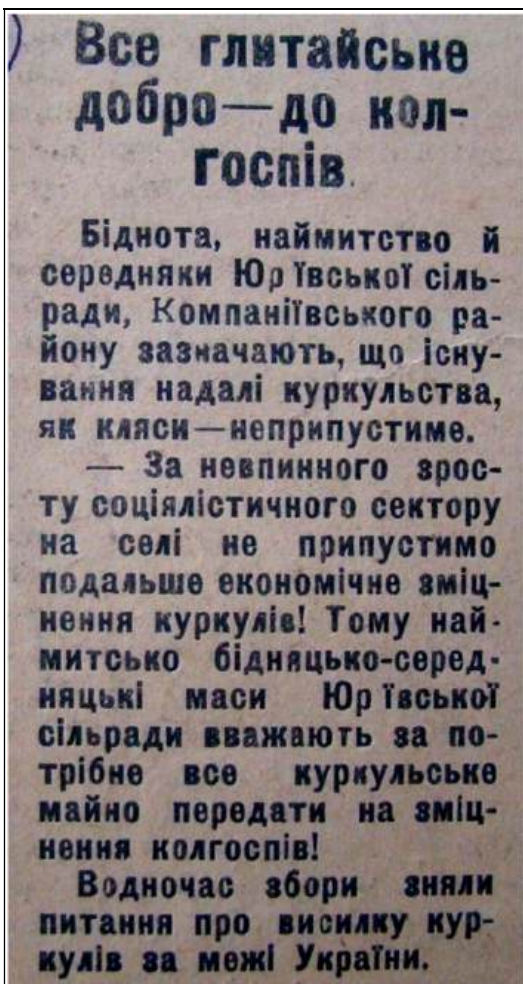 Все глитайське
добро—до кол-
госпів.
Біднота, наймитство й
середняки Юр ївської сіль-
ради, Компаніївського ра-
йону зазначають, що існу-
вання надалі куркульства,
як кляси—неприпустиме.
— За невпинного зрос-
ту соціялістичного сектору
на селі не припустимо
подальше економічне зміц-
нення куркулів! Тому най-
митсько бідняцько-серед-
няцькі маси Юр ївської
сільради вважають за по-
трібне все куркульське
майно передати на зміц-
нення колгоспів!
Водночас збори зняли
питання про висилку кур-
кулів за межі України.